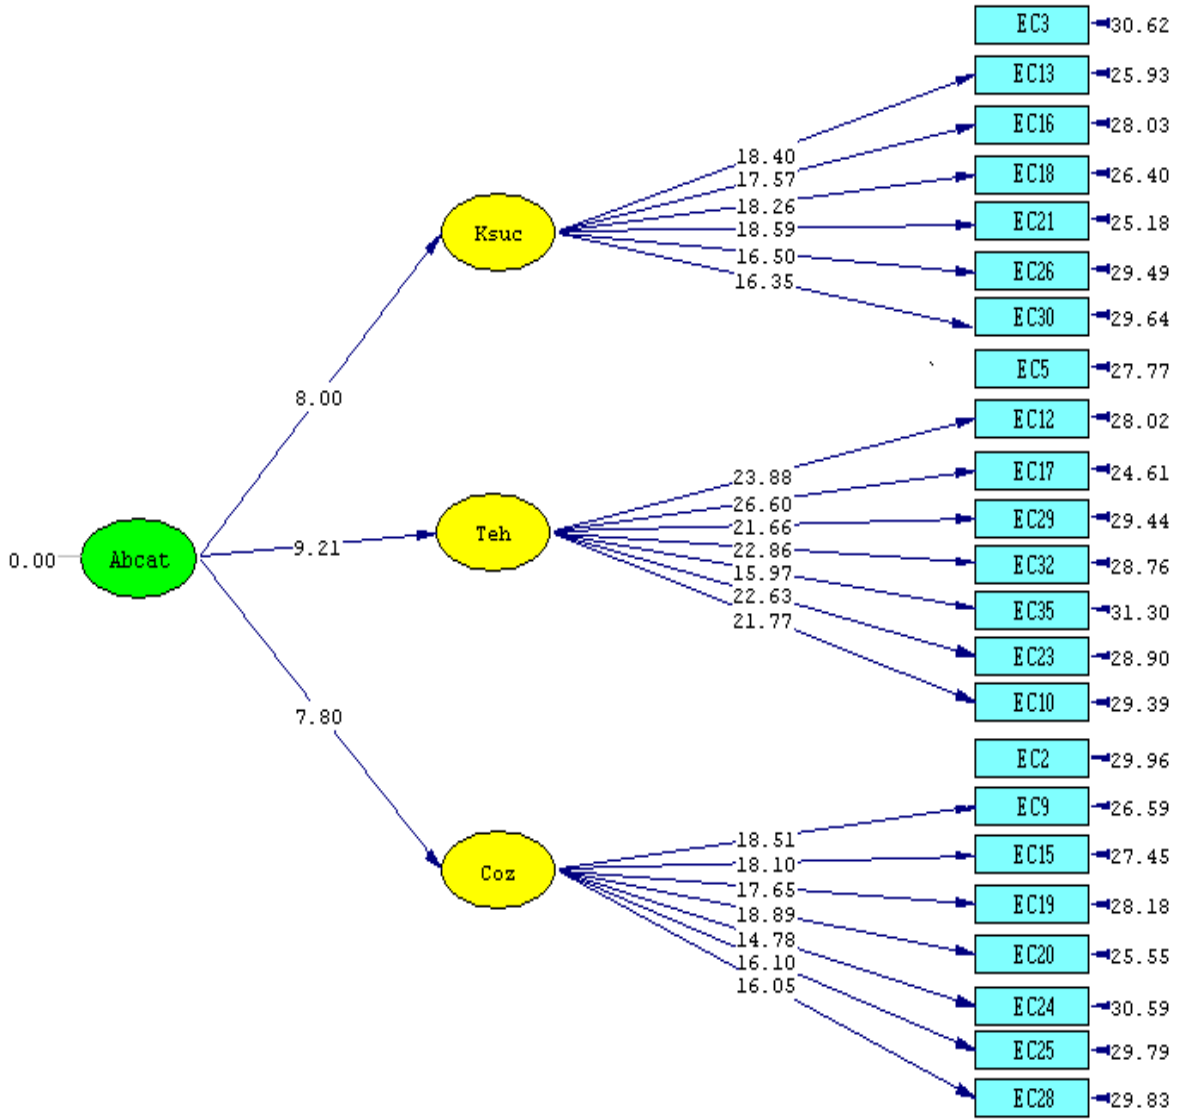 EC3 30.62
EC13 25.93
EC16 28.03
18.40
17.57
EC18 26.40
18.26
EC21 25.18
Ksuc 18.59
16.50
EC26 29.49
16.35
EC30 29.64
EC5 27.77
8.00
EC12 28.02
EC17 24.61
23.88
26.60
EC29 29.44
21.66
Teh
0.00 Abcat 9.21 22.86
EC32 28.76
15.97
22.63
EC35 31.30
21.77
EC23 28.90
EC10 29.39
7.80
EC2 29.96
EC9 26.59
18.51
EC15 27.45
18.10
Coz 17.65
EC19 28.18
18.89
14.78
EC20 25.55
16.10
16.05
EC24 30.59
EC25 29.79
EC28 29.83